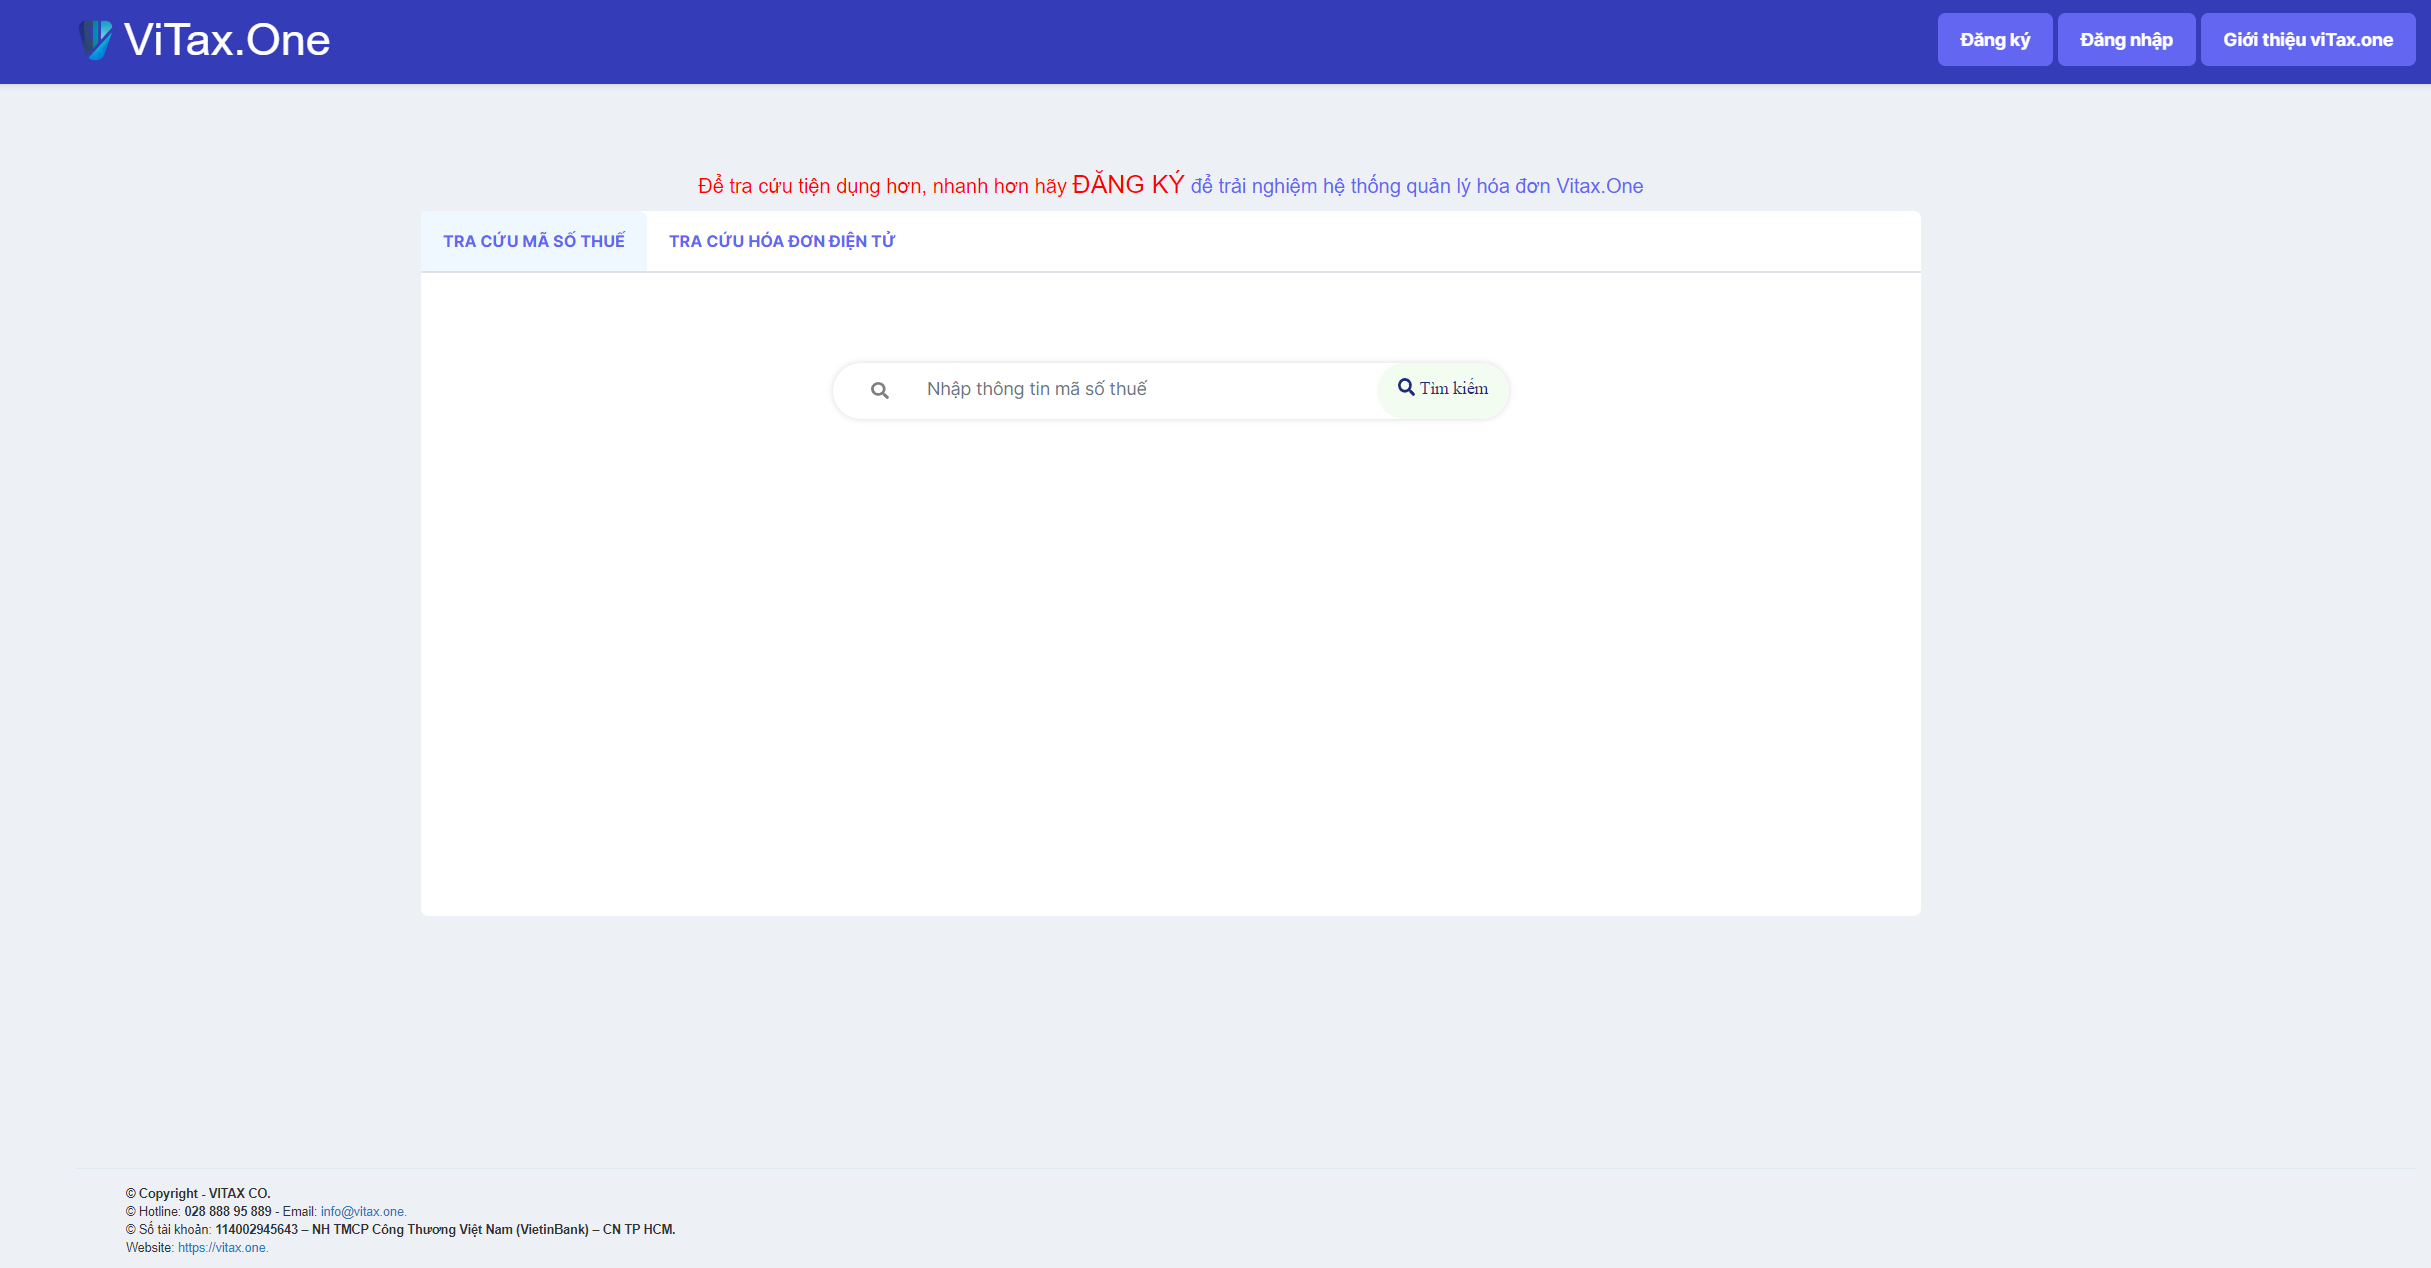 ViTax.One
Đăng ký
Đăng nhập
Giới thiệu viTax.one
Để tra cứu tiện dụng hơn, nhanh hơn hãy ĐĂNG KÝ để trải nghiệm hệ thống quản lý hóa đơn Vitax.One
TRA CỨU MÃ SỐ THUẾ
TRA CỨU HÓA ĐƠN ĐIỆN TỬ
Nhập thông tin mã số thuế
Tìm kiếm
© Copyright - VITAX CO.
© Hotline: 028 888 95 889 - Email: info@vitax.one.
© Số tài khoản: 114002945643 – NH TMCP Công Thương Việt Nam (VietinBank) – CN TP HCM.
Website: https://vitax.one.